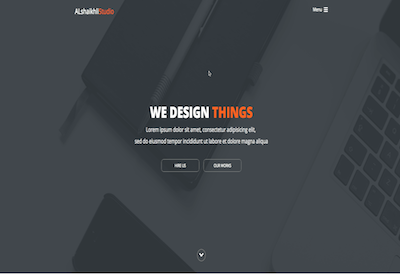 ALshaikhliStudio
Menu
WE DESIGN THINGS
Lorem ipsum dolor sit amet, consectetur adipisicing elit,
sed do eiusmod tempor incididunt ut labore et dolore magna aliqua
HIRE US
OUR WORKS